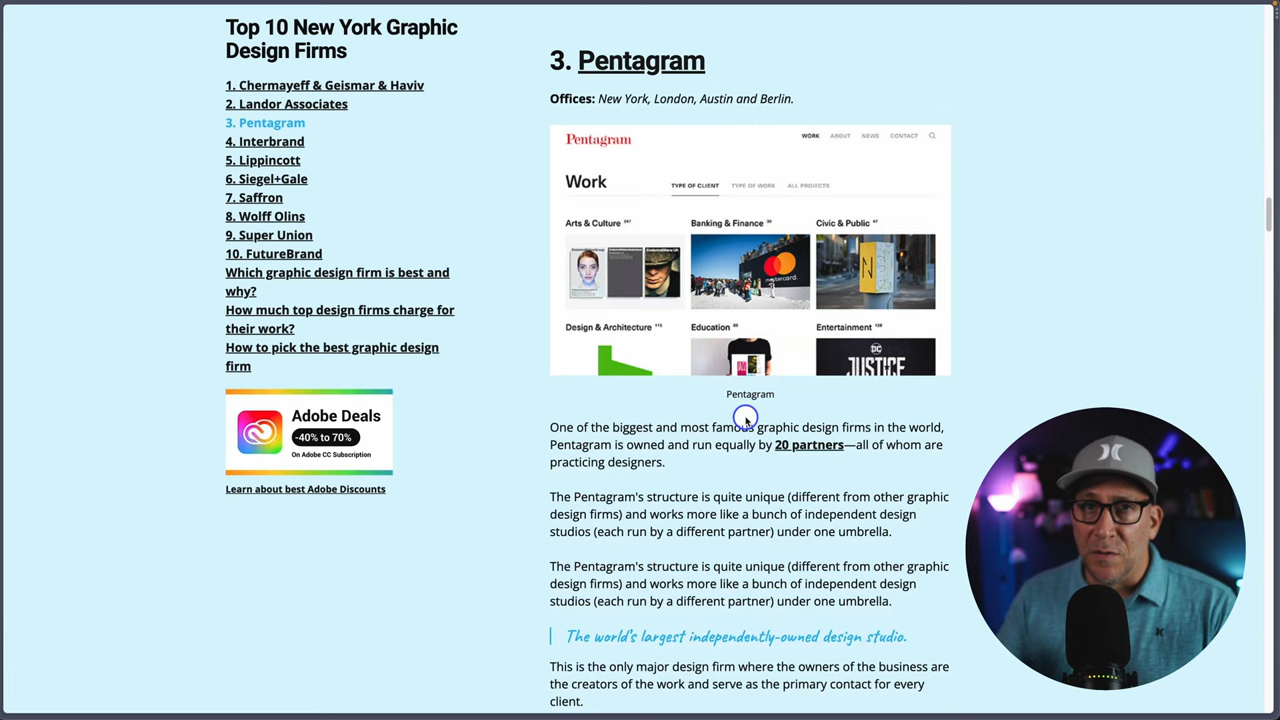 Top 10 New York Graphic
Design Firms
1. Chermayeff & Geismar & Haviv
2. Landor Associates
3. Pentagram
4. Interbrand
5. Lippincott
6. Siegel+Gale
7. Saffron
8. Wolff Olins
9. Super Union
10. FutureBrand
Which graphic design firm is best and
why?
How much top design firms charge for
their work?
How to pick the best graphic design
firm
Adobe Deals
-40% to 70%
On Adobe CC Subscription
Learn about best Adobe Discounts
3. Pentagram
Offices: New York, London, Austin and Berlin.
Pentagram
WORK ABOUT NEWS CONTACT
Work
TYPE OF CLIENT TYPE OF WORK ALL PROJECTS
Arts & Culture
Banking & Finance
Civic & Public
mastercard
N
Design & Architecture
Education
Entertainment
DC
JUSTICE
Pentagram
One of the biggest and most famous graphic design firms in the world,
Pentagram is owned and run equally by 20 partners—all of whom are
practicing designers.
The Pentagram's structure is quite unique (different from other graphic
design firms) and works more like a bunch of independent design
studios (each run by a different partner) under one umbrella.
The Pentagram's structure is quite unique (different from other graphic
design firms) and works more like a bunch of independent design
studios (each run by a different partner) under one umbrella.
The world's largest independently-owned design studio.
This is the only major design firm where the owners of the business are
the creators of the work and serve as the primary contact for every
client.